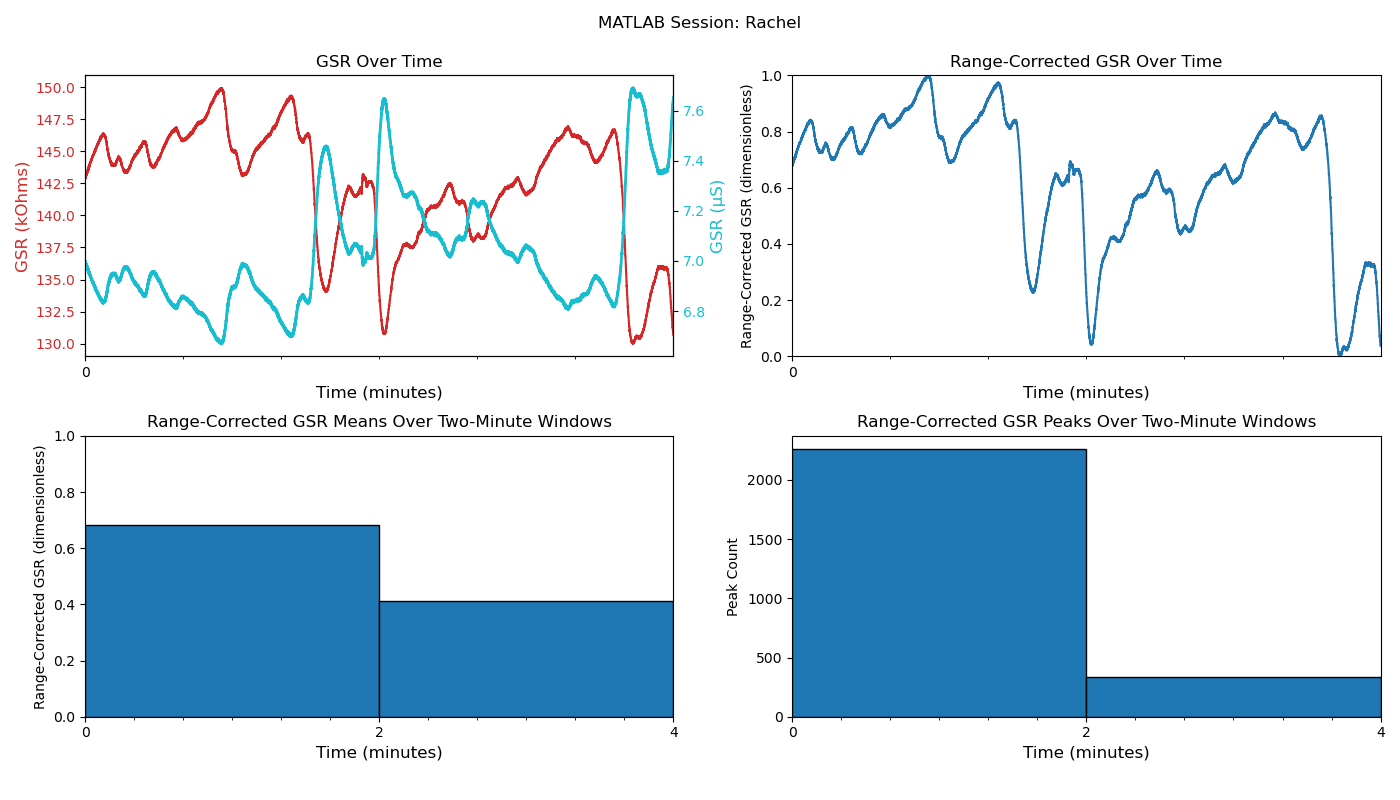 MATLAB Session: Rachel
GSR Over Time
GSR (kOhms)
150.0
147.5
145.0
142.5
140.0
137.5
135.0
132.5
130.0
7.6
7.4
7.2
7.0
6.8
GSR (µS)
0
Time (minutes)
Range-Corrected GSR Over Time
Range-Corrected GSR (dimensionless)
1.0
0.8
0.6
0.4
0.2
0.0
0
Time (minutes)
Range-Corrected GSR Means Over Two-Minute Windows
Range-Corrected GSR (dimensionless)
1.0
0.8
0.6
0.4
0.2
0.0
0 2 4
Time (minutes)
Range-Corrected GSR Peaks Over Two-Minute Windows
Peak Count
2000
1500
1000
500
0
0 2 4
Time (minutes)